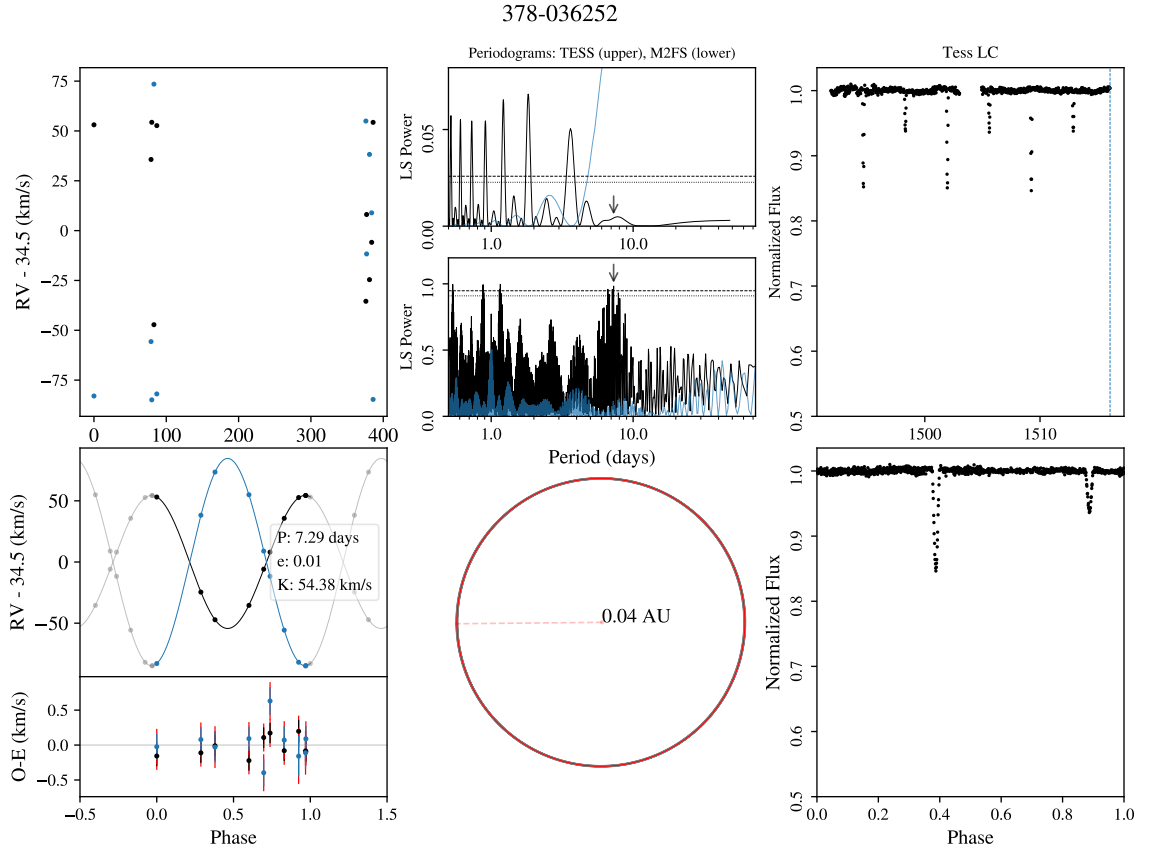 378-036252
Periodograms: TESS (upper), M2FS (lower)
Tess LC
RV - 34.5 (km/s)
75
50
25
0
−25
−50
−75
0 100 200 300 400
LS Power
0.05
0.00
1.0 10.0
LS Power
1.0
0.5
0.0
1.0 10.0
Period (days)
Normalized Flux
1.0
0.9
0.8
0.7
0.6
0.5
1500 1510
RV - 34.5 (km/s)
50
0
−50
P: 7.29 days
e: 0.01
K: 54.38 km/s
O-E (km/s)
0.5
0.0
−0.5
−0.5 0.0 0.5 1.0 1.5
Phase
0.04 AU
Normalized Flux
1.0
0.9
0.8
0.7
0.6
0.5
0.0 0.2 0.4 0.6 0.8 1.0
Phase